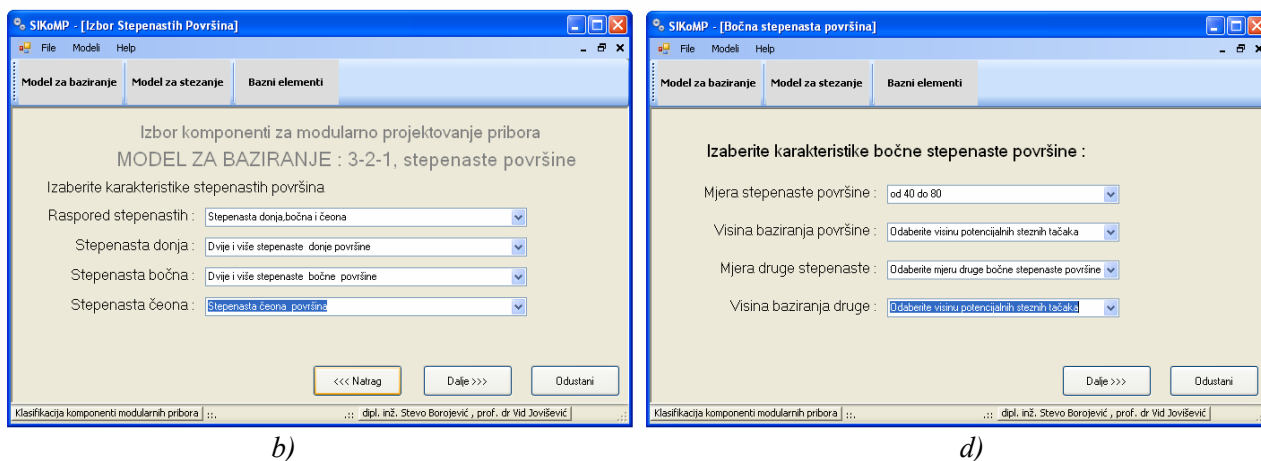 SIKoMP - [Izbor Stepenastih Površina]
File Modeli Help
Model za baziranje Model za stezanje Bazni elementi
Izbor komponenti za modularno projektovanje pribora
MODEL ZA BAZIRANJE : 3-2-1, stepenaste površine
Izaberite karakteristike stepenastih površina
Raspored stepenastih : Stepenasta donja,bočna i čeona
Stepenasta donja : Dvije i više stepenaste donje površine
Stepenasta bočna : Dvije i više stepenaste bočne površine
Stepenasta čeona : Stepenasta čeona površina
<<< Natrag Dalje >>> Odustani
Klasifikacija komponenti modularnih pribora ::. .:: dipl. inž. Stevo Borojević , prof. dr Vid Jovišević
b)
SIKoMP - [Bočna stepenasta površina]
File Modeli Help
Model za baziranje Model za stezanje Bazni elementi
Izaberite karakteristike bočne stepenaste površine :
Mjera stepenaste površine : od 40 do 80
Visina baziranja površine : Odaberite visinu potencijalnih steznih tačaka
Mjera druge stepenaste : Odaberite mjeru druge bočne stepenaste površine
Visina baziranja druge : Odaberite visinu potencijalnih steznih tačaka
Dalje >>> Odustani
Klasifikacija komponenti modularnih pribora ::. .:: dipl. inž. Stevo Borojević , prof. dr Vid Jovišević
d)